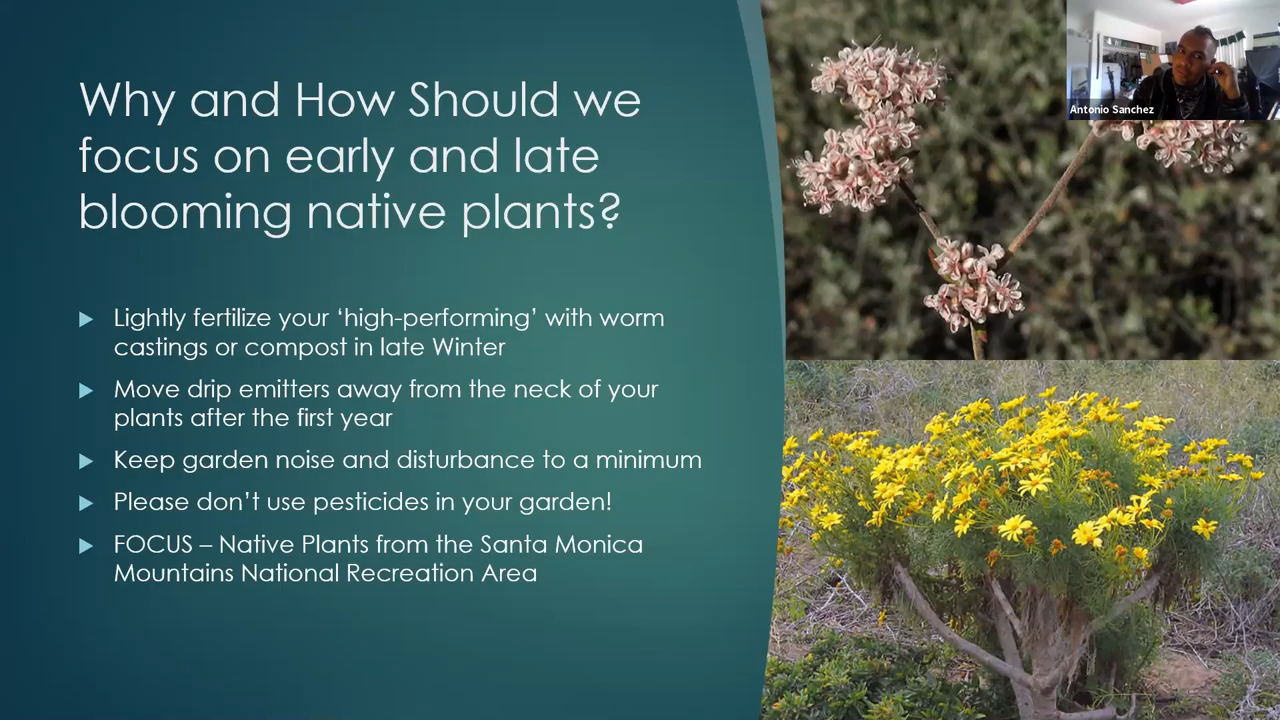 Why and How Should we
focus on early and late
blooming native plants?
Lightly fertilize your ‘high-performing’ with worm
castings or compost in late Winter
Move drip emitters away from the neck of your
plants after the first year
Keep garden noise and disturbance to a minimum
Please don’t use pesticides in your garden!
FOCUS – Native Plants from the Santa Monica
Mountains National Recreation Area
Antonio Sanchez